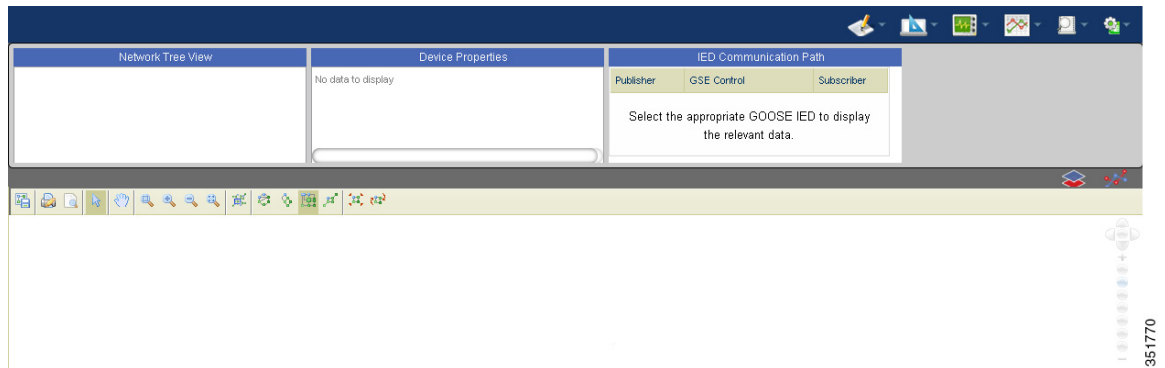 Network Tree View
Device Properties
IED Communication Path
No data to display
Publisher GSE Control Subscriber
Select the appropriate GOOSE IED to display
the relevant data.
351770